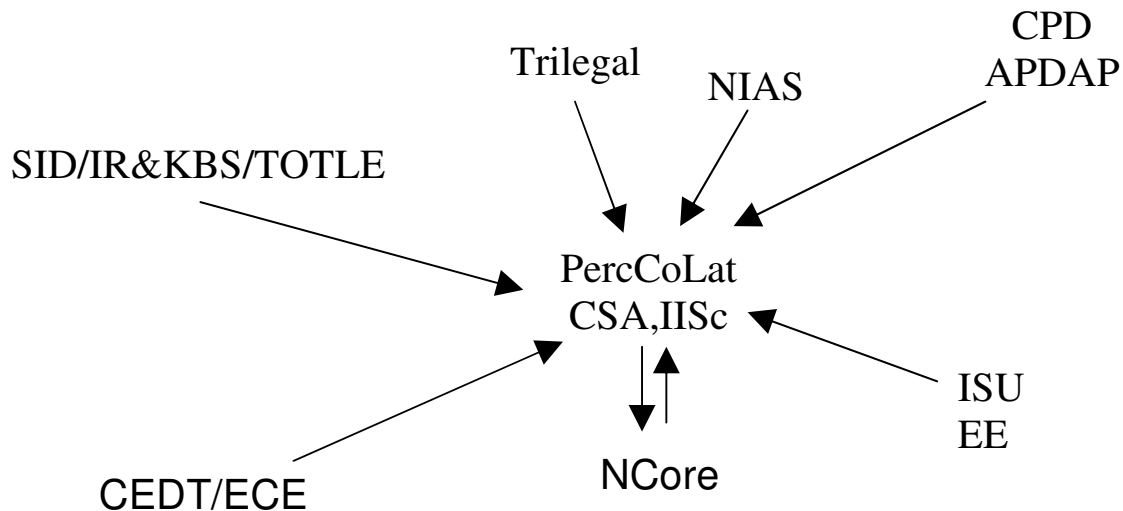 CPD
APDAP
Trilegal
NIAS
SID/IR&KBS/TOTLE
PercCoLat
CSA,IISc
ISU
EE
NCore
CEDT/ECE